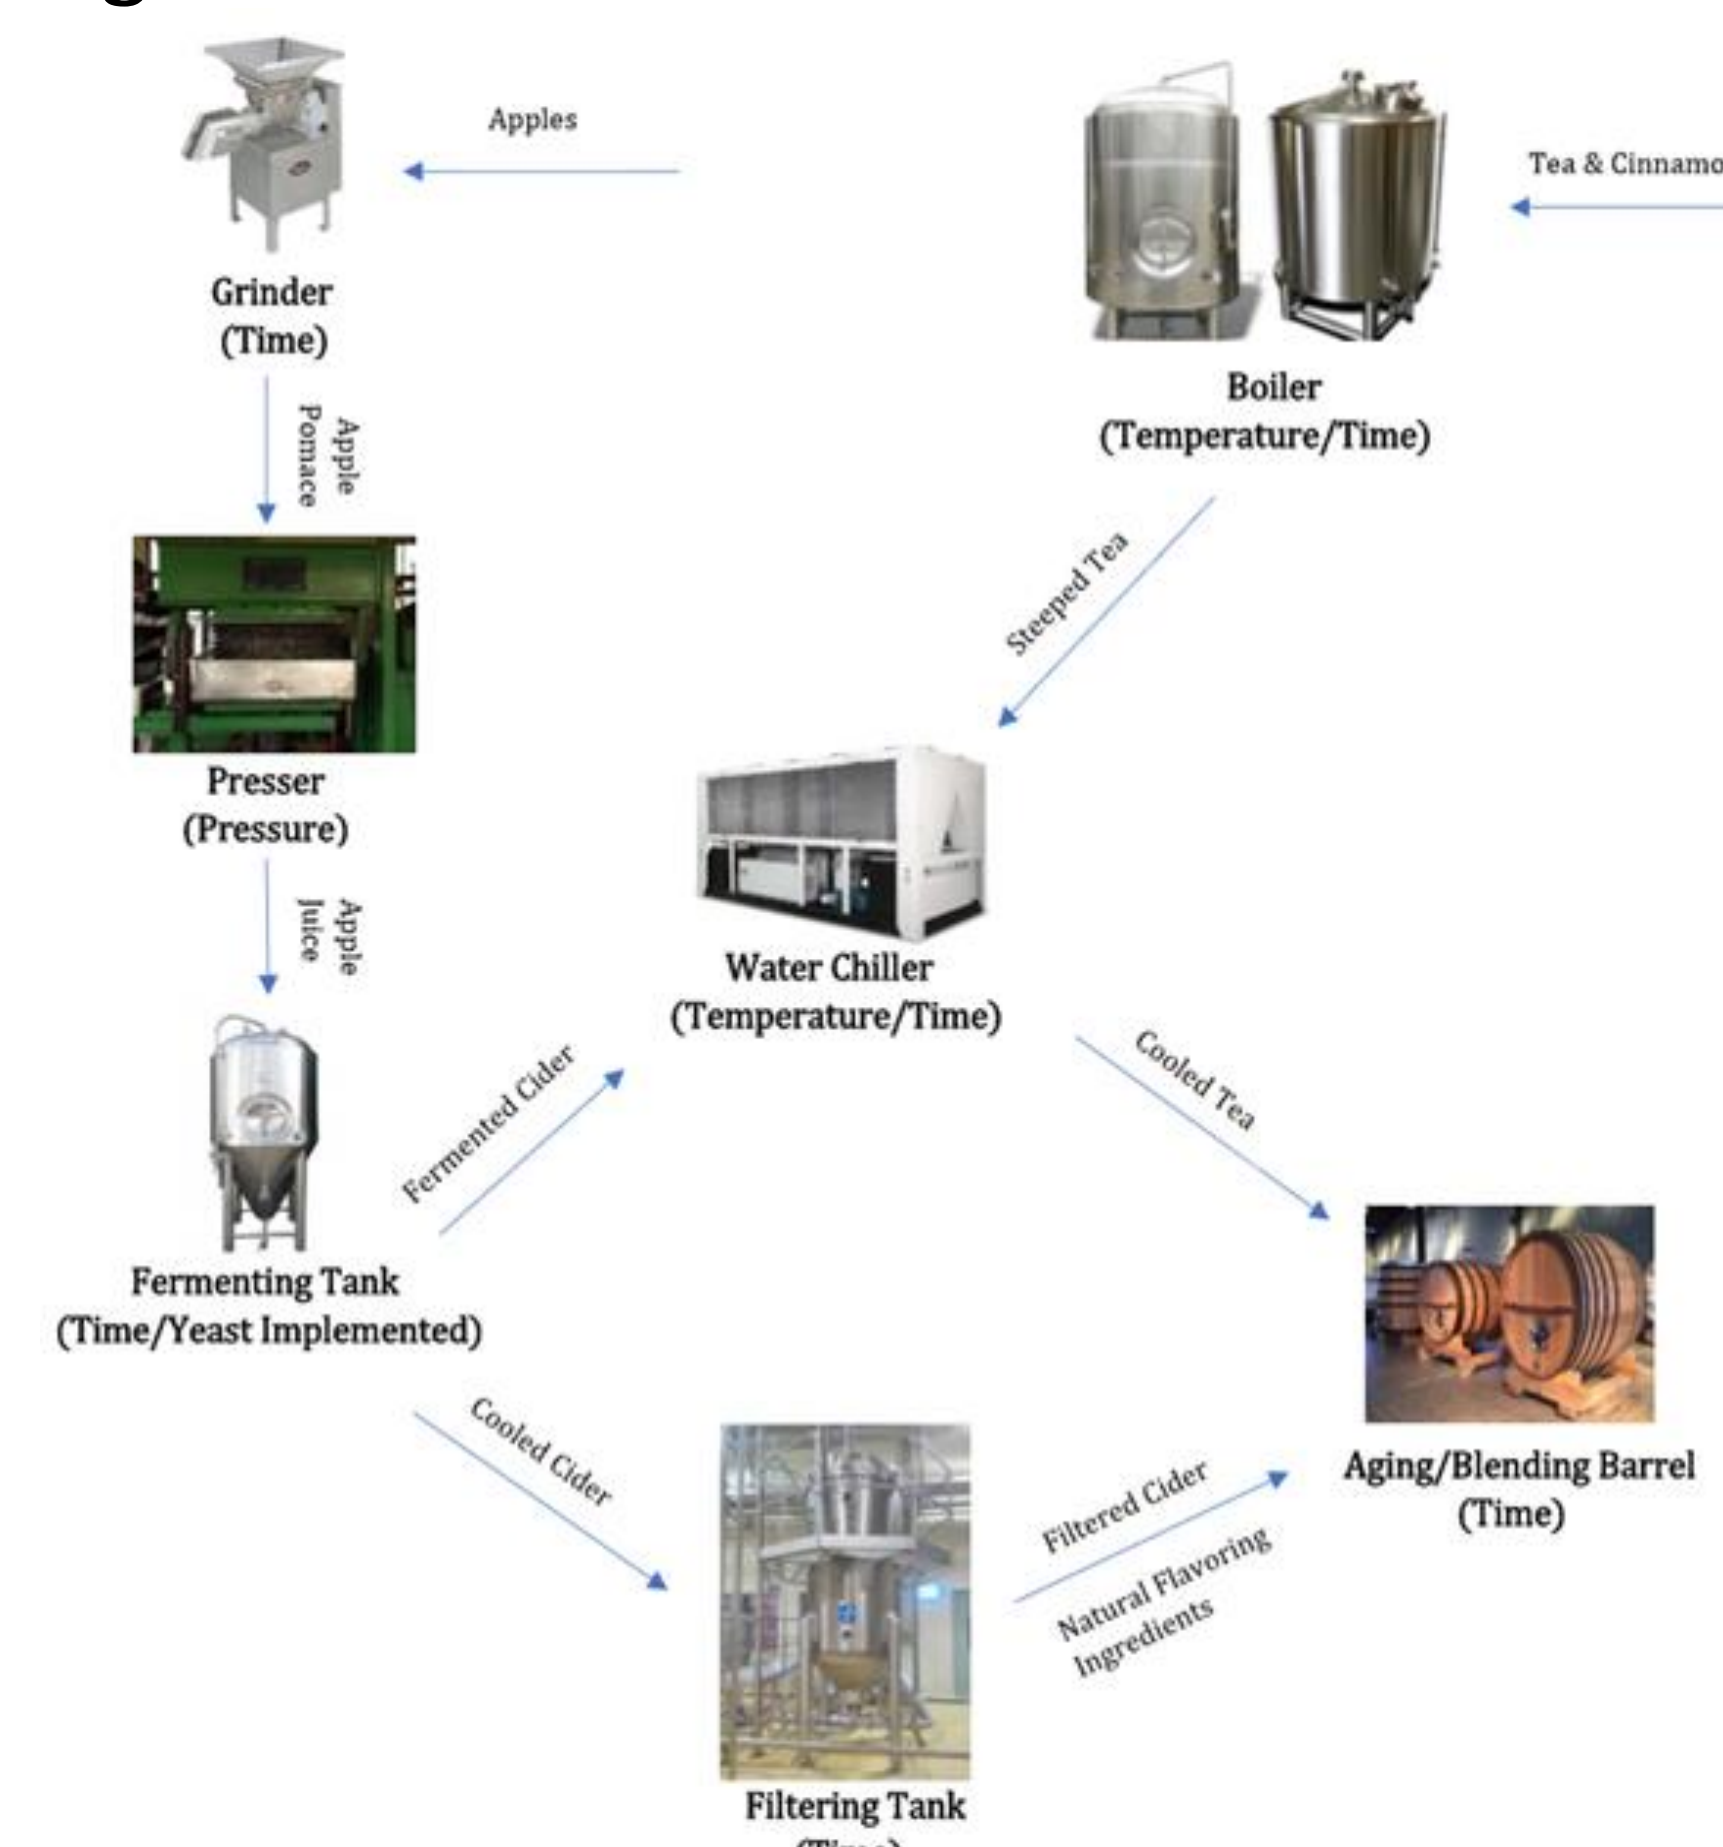 Apples
Tea & Cinnamo
Grinder
(Time)
Boiler
(Temperature/Time)
Apple
Pomace
Steeped Tea
Presser
(Pressure)
Apple
Juice
Water Chiller
(Temperature/Time)
Fermented Cider
Cooled Tea
Fermenting Tank
(Time/Yeast Implemented)
Cooled Cider
Aging/Blending Barrel
(Time)
Filtered Cider
Natural Flavoring
Ingredients
Filtering Tank
(Time)